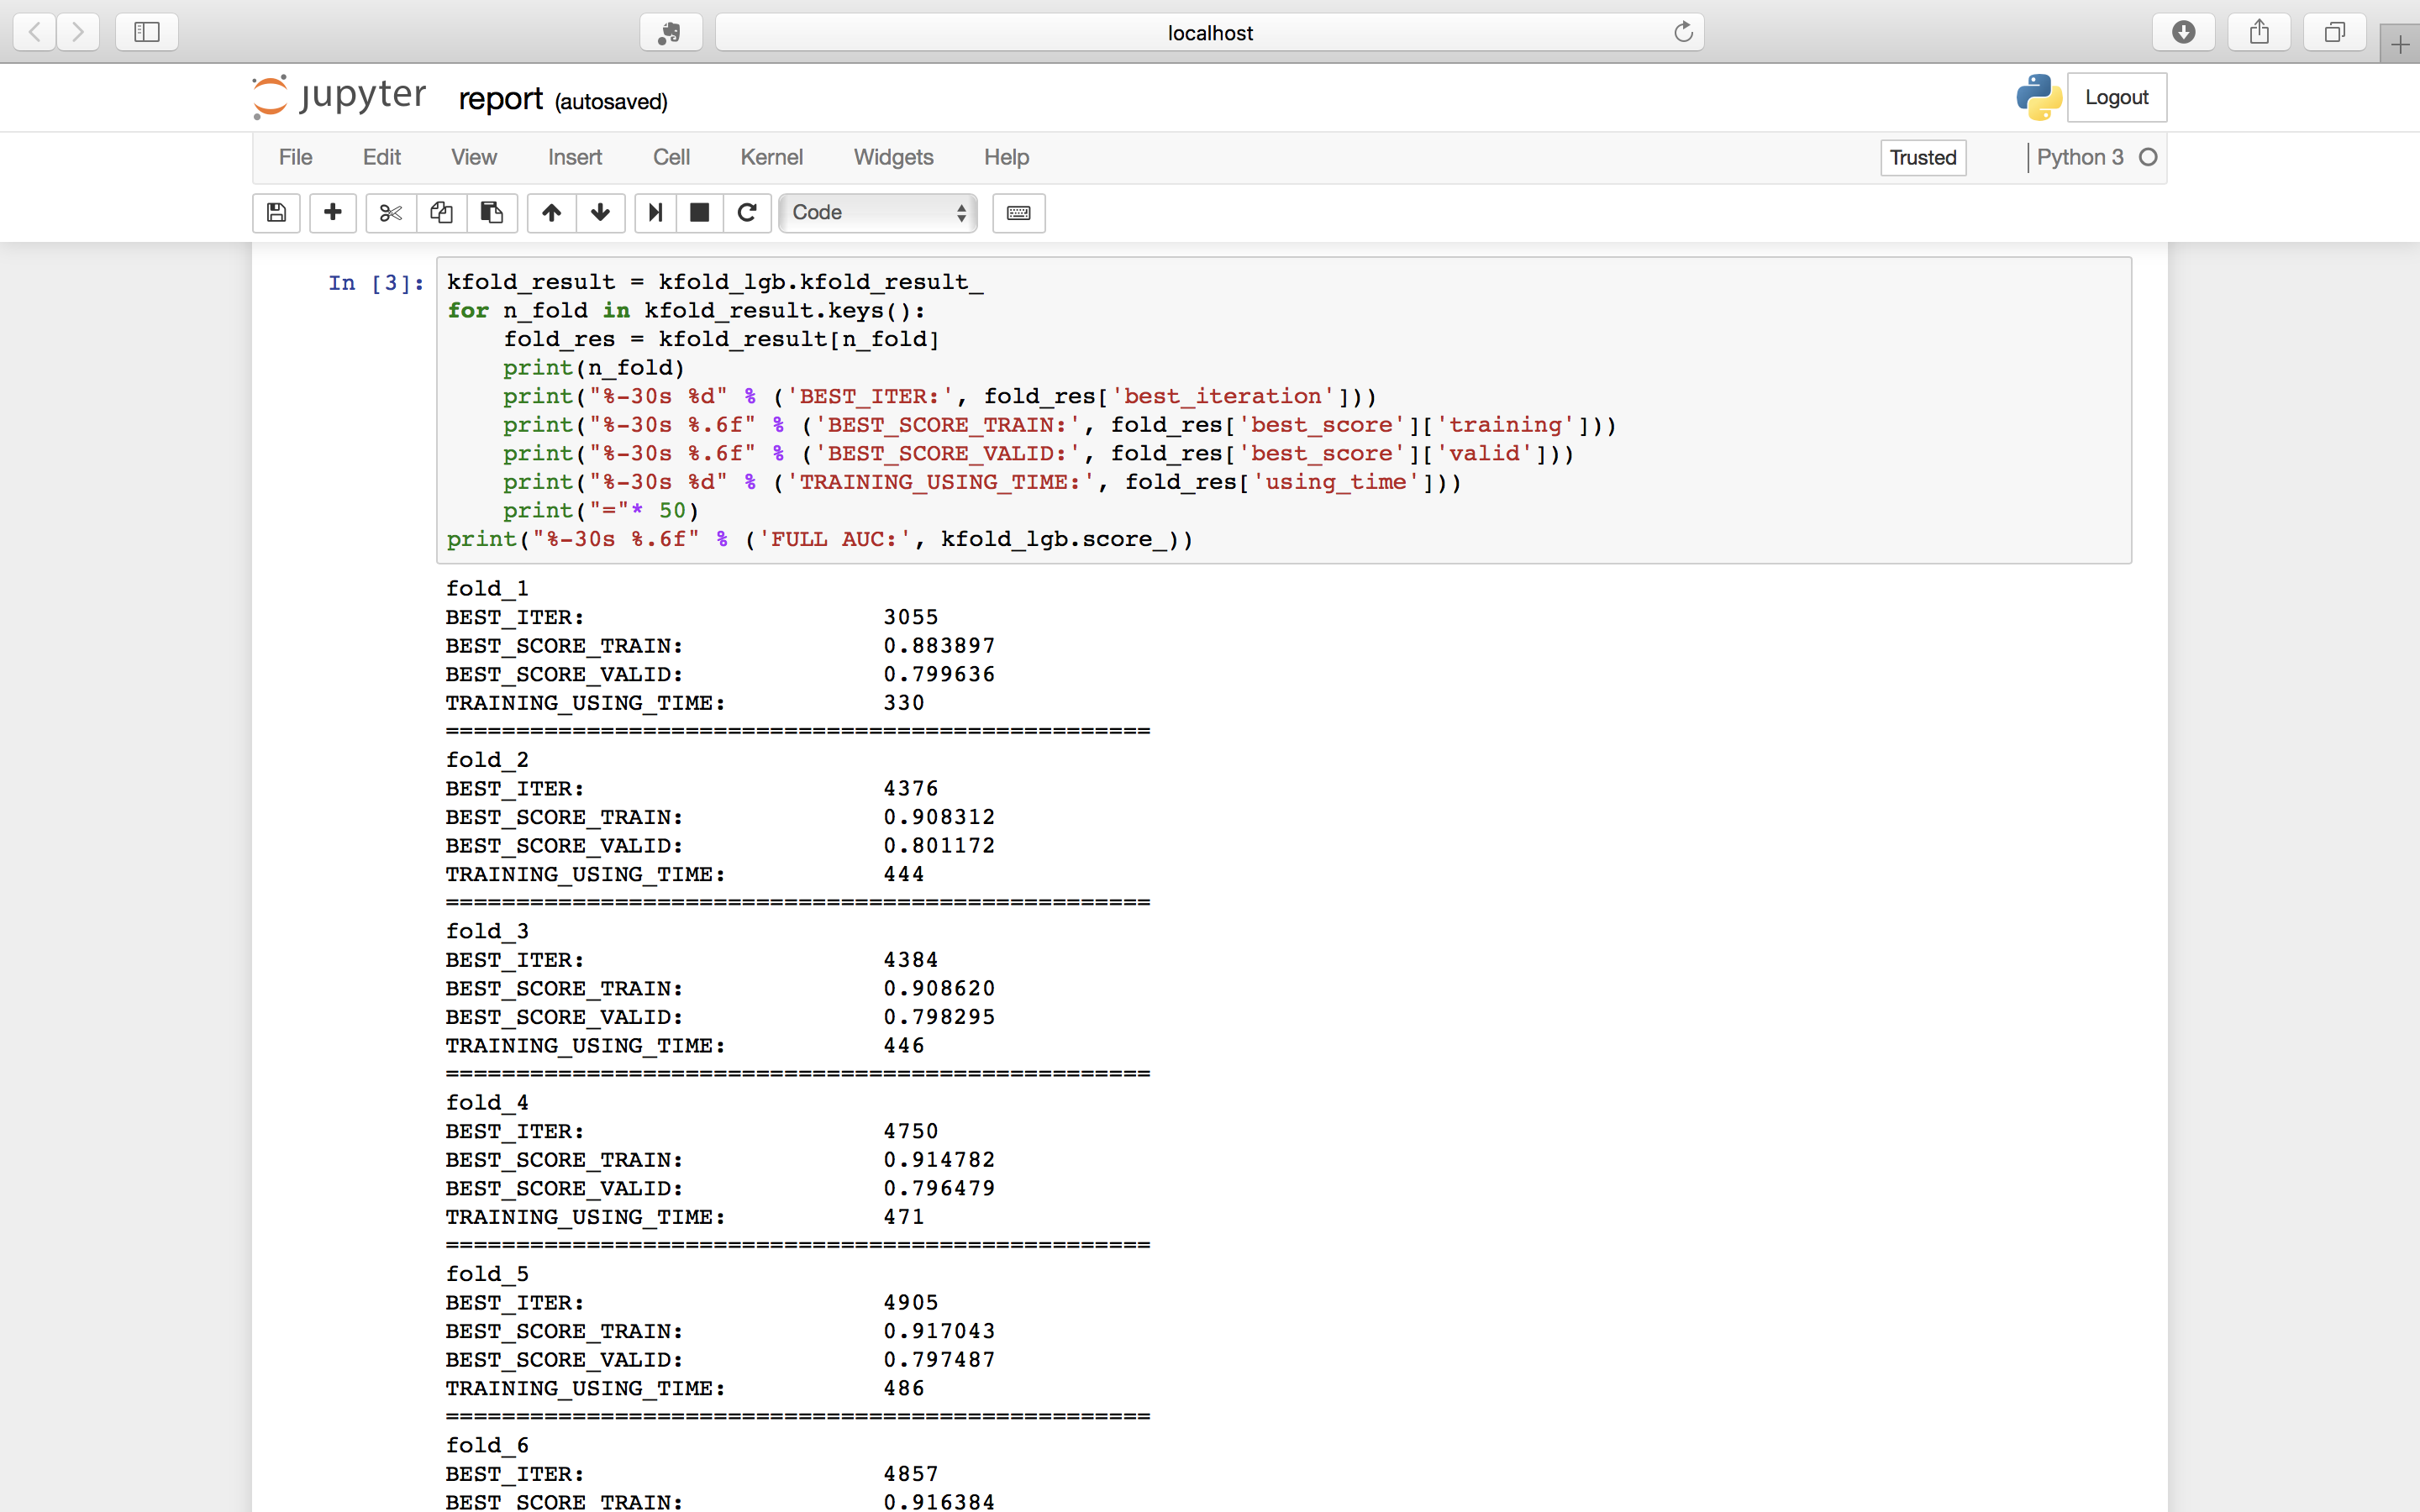 localhost
jupyter report (autosaved)
Logout
File Edit View Insert Cell Kernel Widgets Help
Trusted
Python 3
Code
In [3]:
kfold_result = kfold_lgb.kfold_result_
for n_fold in kfold_result.keys():
    fold_res = kfold_result[n_fold]
    print(n_fold)
    print("%-30s %d" % ('BEST_ITER:', fold_res['best_iteration']))
    print("%-30s %.6f" % ('BEST_SCORE_TRAIN:', fold_res['best_score']['training']))
    print("%-30s %.6f" % ('BEST_SCORE_VALID:', fold_res['best_score']['valid']))
    print("%-30s %d" % ('TRAINING_USING_TIME:', fold_res['using_time']))
    print("="* 50)
print("%-30s %.6f" % ('FULL AUC:', kfold_lgb.score_))
fold_1
BEST_ITER: 3055
BEST_SCORE_TRAIN: 0.883897
BEST_SCORE_VALID: 0.799636
TRAINING_USING_TIME: 330
==================================================
fold_2
BEST_ITER: 4376
BEST_SCORE_TRAIN: 0.908312
BEST_SCORE_VALID: 0.801172
TRAINING_USING_TIME: 444
==================================================
fold_3
BEST_ITER: 4384
BEST_SCORE_TRAIN: 0.908620
BEST_SCORE_VALID: 0.798295
TRAINING_USING_TIME: 446
==================================================
fold_4
BEST_ITER: 4750
BEST_SCORE_TRAIN: 0.914782
BEST_SCORE_VALID: 0.796479
TRAINING_USING_TIME: 471
==================================================
fold_5
BEST_ITER: 4905
BEST_SCORE_TRAIN: 0.917043
BEST_SCORE_VALID: 0.797487
TRAINING_USING_TIME: 486
==================================================
fold_6
BEST_ITER: 4857
BEST_SCORE_TRAIN: 0.916384